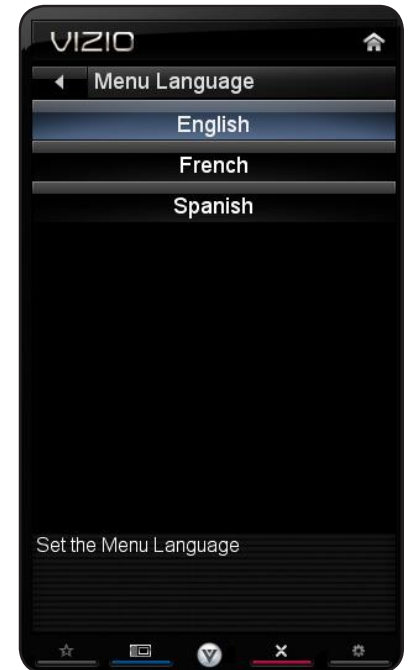 VIZIO
Menu Language
English
French
Spanish
Set the Menu Language
V